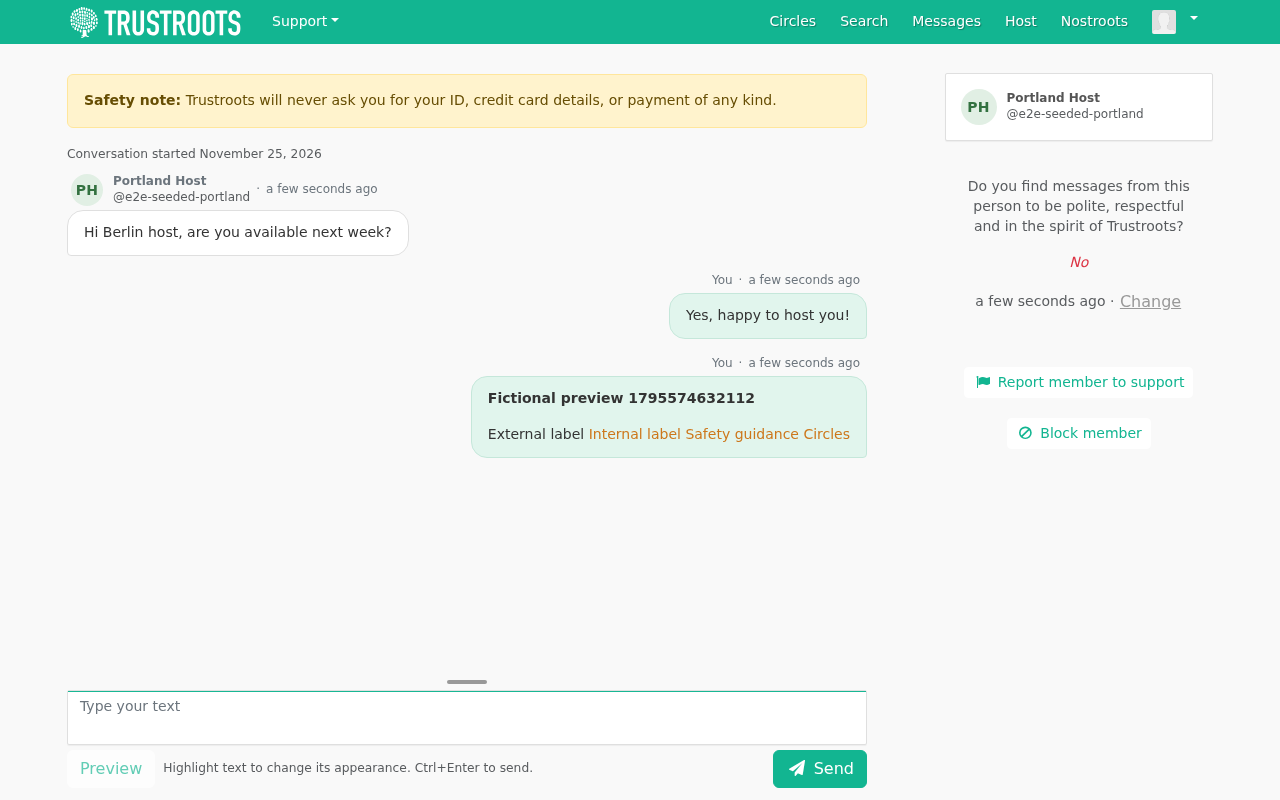 TRUSTROOTS
Support
Circles
Search
Messages
Host
Nostroots
Safety note: Trustroots will never ask you for your ID, credit card details, or payment of any kind.
Conversation started November 25, 2026
PH
Portland Host
@e2e-seeded-portland
· a few seconds ago
Hi Berlin host, are you available next week?
You · a few seconds ago
Yes, happy to host you!
You · a few seconds ago
Fictional preview 1795574632112
External label Internal label Safety guidance Circles
Type your text
Preview
Highlight text to change its appearance. Ctrl+Enter to send.
Send
PH
Portland Host
@e2e-seeded-portland
Do you find messages from this
person to be polite, respectful
and in the spirit of Trustroots?
No
a few seconds ago · Change
Report member to support
Block member